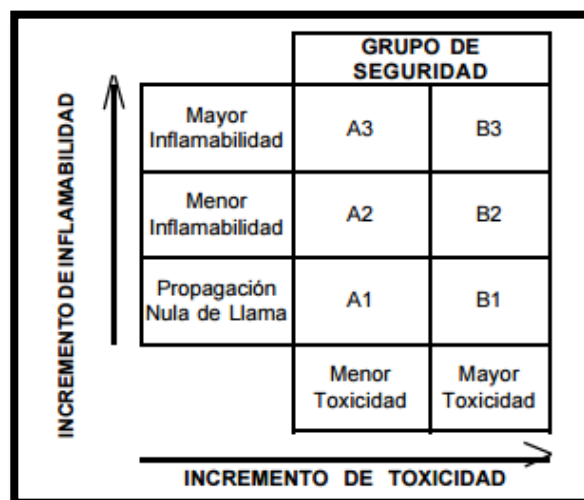 GRUPO DE
SEGURIDAD
INCREMENTO DE INFLAMABILIDAD
Mayor
Inflamabilidad
A3
B3
Menor
Inflamabilidad
A2
B2
Propagación
Nula de Llama
A1
B1
Menor
Toxicidad
Mayor
Toxicidad
INCREMENTO DE TOXICIDAD